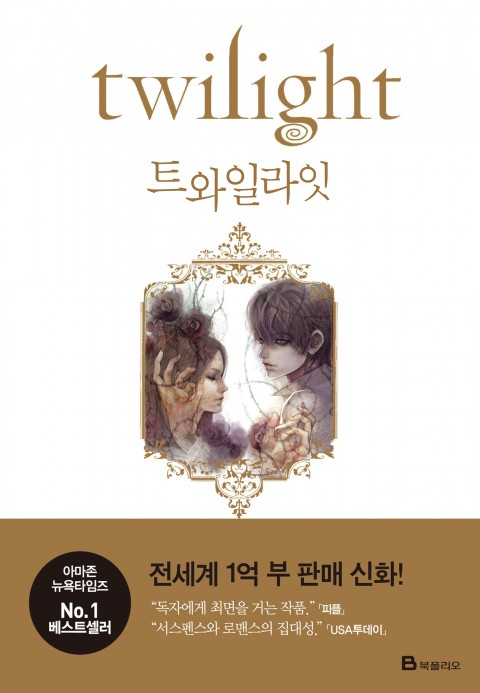 twilight
트와일라잇
아마존
뉴욕타임즈
No.1
베스트셀러
전세계 1억 부 판매 신화!
“독자에게 최면을 거는 작품.”「피플」
“서스펜스와 로맨스의 집대성.”「USA투데이」
B 북폴리오